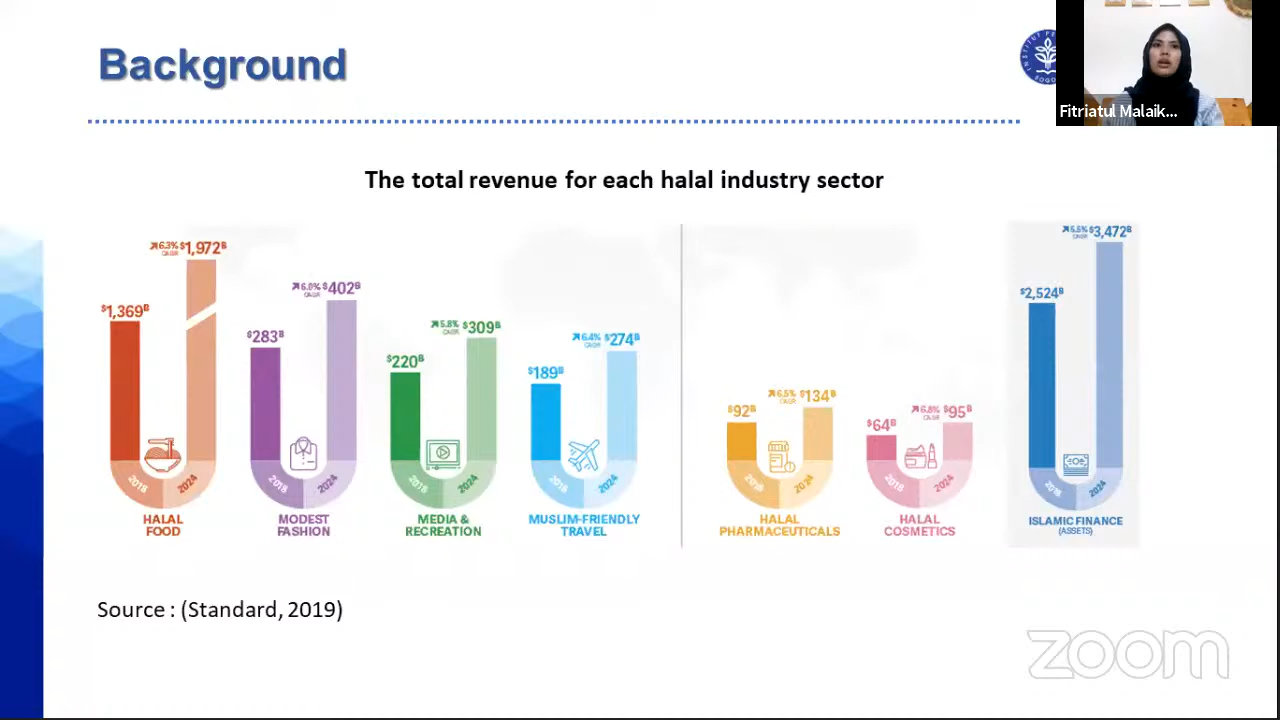 Background
INSTITUT
BOGOR
Fitriatul Malaik...
The total revenue for each halal industry sector
$1,369B
6.3% CAGR $1,972B
2018 2024
HALAL
FOOD
$283B
6.0% CAGR $402B
2018 2024
MODEST
FASHION
$220B
5.8% CAGR $309B
2018 2024
MEDIA &
RECREATION
$189B
6.4% CAGR $274B
2018 2024
MUSLIM-FRIENDLY
TRAVEL
$92B
6.5% CAGR $134B
2018 2024
HALAL
PHARMACEUTICALS
$64B
6.8% CAGR $95B
2018 2024
HALAL
COSMETICS
$2,524B
5.5% CAGR $3,472B
2018 2024
ISLAMIC FINANCE
(ASSETS)
Source : (Standard, 2019)
zoom